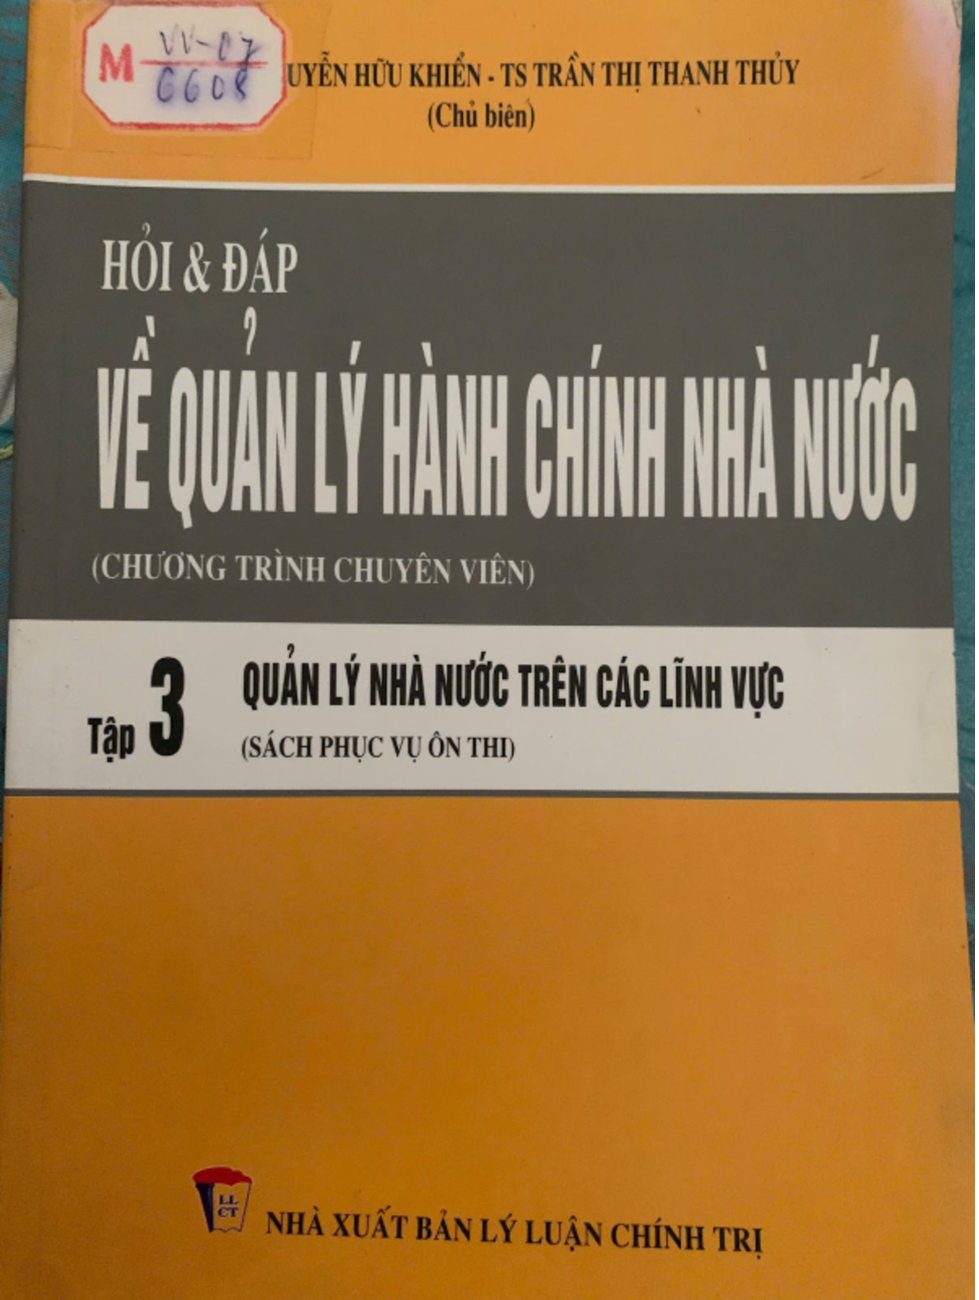 M VV-07
6608
UYỄN HỮU KHIỂN - TS TRẦN THỊ THANH THỦY
(Chủ biên)
HỎI & ĐÁP
VỀ QUẢN LÝ HÀNH CHÍNH NHÀ NƯỚC
(CHƯƠNG TRÌNH CHUYÊN VIÊN)
Tập 3
QUẢN LÝ NHÀ NƯỚC TRÊN CÁC LĨNH VỰC
(SÁCH PHỤC VỤ ÔN THI)
LL
CT
NHÀ XUẤT BẢN LÝ LUẬN CHÍNH TRỊ